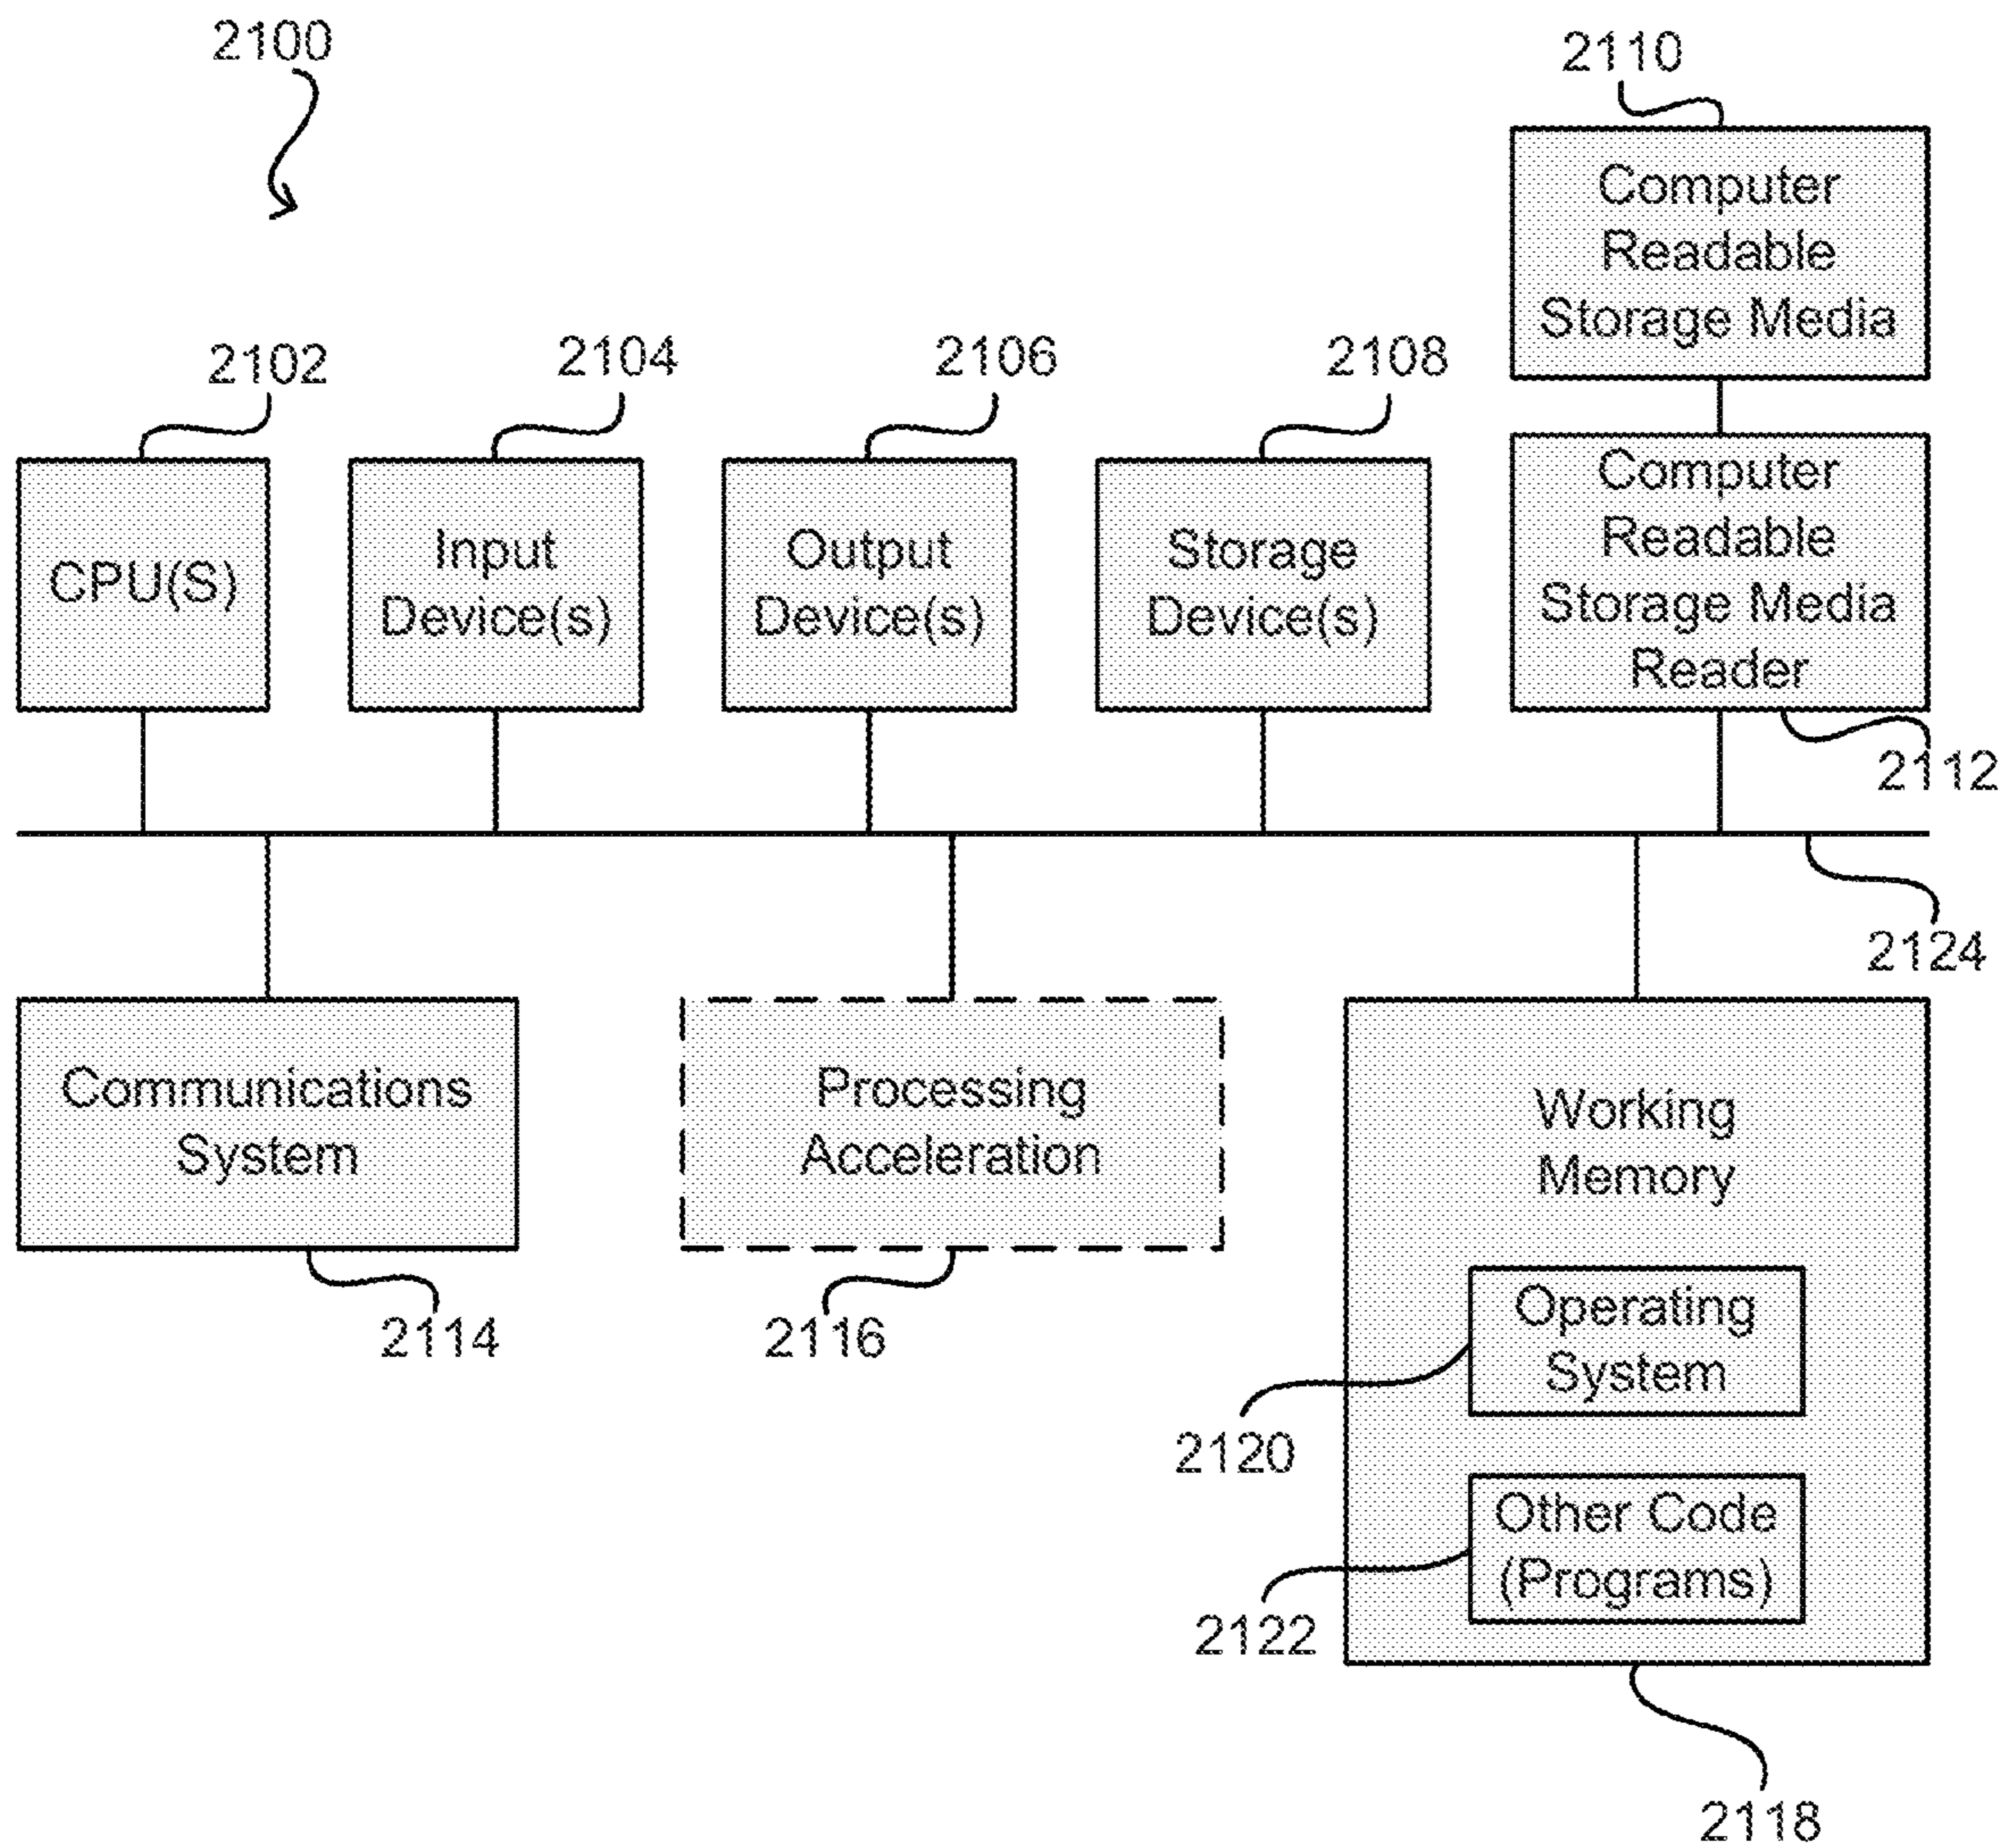 2100
2110
Computer
Readable
Storage Media
2102
2104
2106
2108
CPU(S)
Input
Device(s)
Output
Device(s)
Storage
Device(s)
Computer
Readable
Storage Media
Reader
2112
2124
Communications
System
2114
Processing
Acceleration
2116
Working
Memory
Operating
System
2120
Other Code
(Programs)
2122
2118